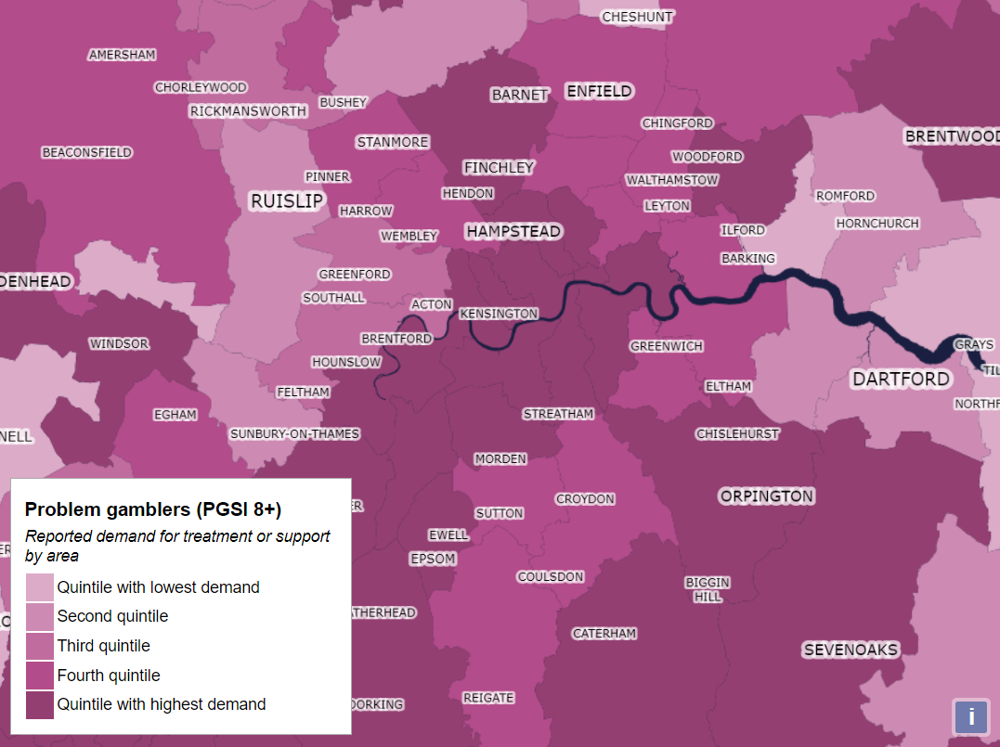 CHESHUNT
AMERSHAM
CHORLEYWOOD
BARNET
ENFIELD
BUSHEY
RICKMANSWORTH
CHINGFORD
BRENTWOOD
STANMORE
BEACONSFIELD
WOODFORD
FINCHLEY
PINNER
WALTHAMSTOW
HENDON
ROMFORD
RUISLIP
LEYTON
HARROW
HORNCHURCH
ILFORD
HAMPSTEAD
WEMBLEY
BARKING
GREENFORD
DENHEAD
SOUTHALL
ACTON
KENSINGTON
BRENTFORD
WINDSOR
GREENWICH
GRAYS
HOUNSLOW
TIL
DARTFORD
ELTHAM
FELTHAM
NORTHF
EGHAM
STREATHAM
SUNBURY-ON-THAMES
CHISLEHURST
NELL
MORDEN
ORPINGTON
CROYDON
ER
SUTTON
EWELL
EPSOM
COULSDON
BIGGIN
HILL
ATHERHEAD
CATERHAM
SEVENOAKS
REIGATE
DORKING
Problem gamblers (PGSI 8+)
Reported demand for treatment or support
by area
Quintile with lowest demand
Second quintile
Third quintile
Fourth quintile
Quintile with highest demand
i